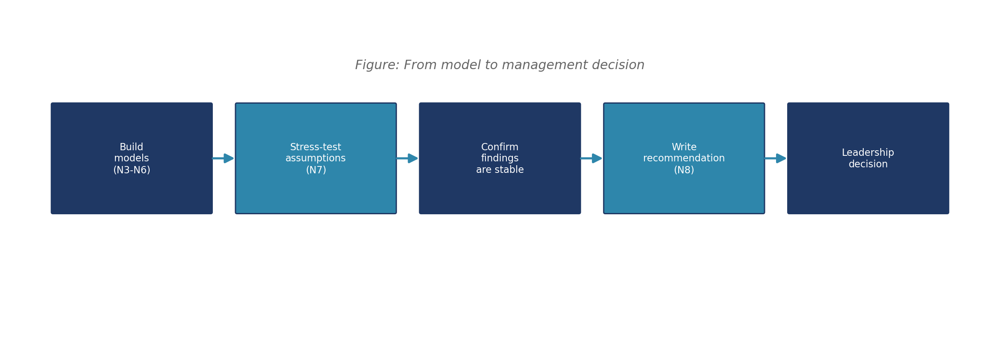 Figure: From model to management decision
Build
models
(N3-N6)
Stress-test
assumptions
(N7)
Confirm
findings
are stable
Write
recommendation
(N8)
Leadership
decision